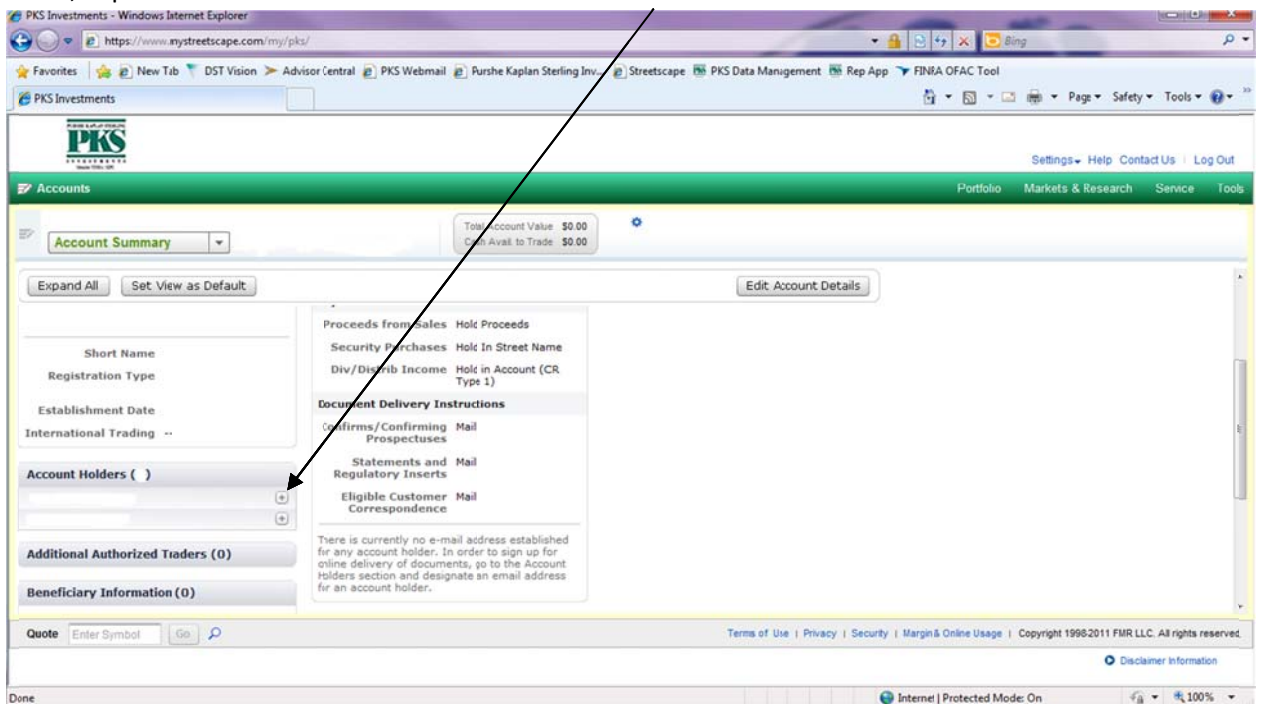 PKS Investments - Windows Internet Explorer
https://www.mystreetscape.com/my/pks/
Bing
Favorites New Tab DST Vision Advisor Central PKS Webmail Purshe Kaplan Sterling Inv... Streetscape PKS Data Management Rep App FINRA OFAC Tool
PKS Investments
Page Safety Tools
PKS
INVESTMENTS
Settings Help Contact Us | Log Out
Accounts
Portfolio Markets & Research Service Tools
Account Summary
Total Account Value $0.00
Cash Avail. to Trade $0.00
Expand All Set View as Default Edit Account Details
Proceeds from Sales Hold Proceeds
Short Name
Security Purchases Hold In Street Name
Registration Type
Div/Distrib Income Hold in Account (CR Type 1)
Establishment Date
Document Delivery Instructions
International Trading --
Confirms/Confirming Prospectuses Mail
Account Holders ( )
Statements and Regulatory Inserts Mail
Eligible Customer Correspondence Mail
Additional Authorized Traders (0)
There is currently no e-mail address established
for any account holder. In order to sign up for
online delivery of documents, go to the Account
Holders section and designate an email address
for an account holder.
Beneficiary Information (0)
Quote Enter Symbol Go
Terms of Use | Privacy | Security | Margin & Online Usage | Copyright 1998-2011 FMR LLC. All rights reserved.
Disclaimer Information
Done
Internet | Protected Mode: On
100%